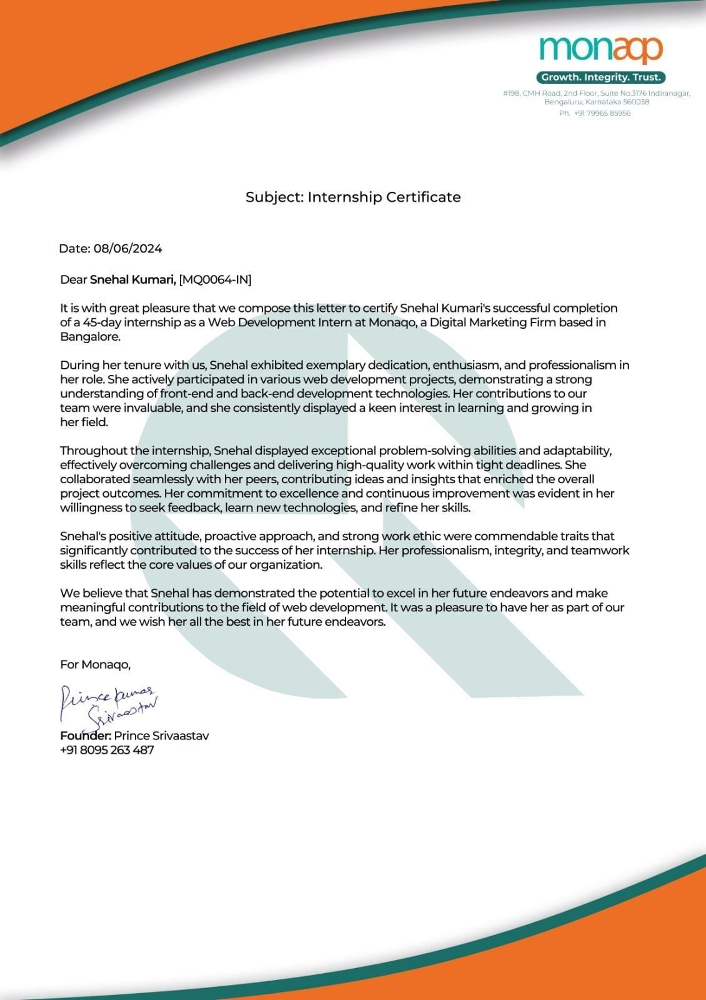 monaqo
Growth. Integrity. Trust.
#198, CMH Road, 2nd Floor, Suite No.3176 Indiranagar,
Bengaluru, Karnataka 560038
Ph. +91 79965 85956
Subject: Internship Certificate
Date: 08/06/2024
Dear Snehal Kumari, [MQ0064-IN]
It is with great pleasure that we compose this letter to certify Snehal Kumari's successful completion
of a 45-day internship as a Web Development Intern at Monaqo, a Digital Marketing Firm based in
Bangalore.
During her tenure with us, Snehal exhibited exemplary dedication, enthusiasm, and professionalism in
her role. She actively participated in various web development projects, demonstrating a strong
understanding of front-end and back-end development technologies. Her contributions to our
team were invaluable, and she consistently displayed a keen interest in learning and growing in
her field.
Throughout the internship, Snehal displayed exceptional problem-solving abilities and adaptability,
effectively overcoming challenges and delivering high-quality work within tight deadlines. She
collaborated seamlessly with her peers, contributing ideas and insights that enriched the overall
project outcomes. Her commitment to excellence and continuous improvement was evident in her
willingness to seek feedback, learn new technologies, and refine her skills.
Snehal's positive attitude, proactive approach, and strong work ethic were commendable traits that
significantly contributed to the success of her internship. Her professionalism, integrity, and teamwork
skills reflect the core values of our organization.
We believe that Snehal has demonstrated the potential to excel in her future endeavors and make
meaningful contributions to the field of web development. It was a pleasure to have her as part of our
team, and we wish her all the best in her future endeavors.
For Monaqo,
Prince Kumar
Srivaastav
Founder: Prince Srivaastav
+91 8095 263 487